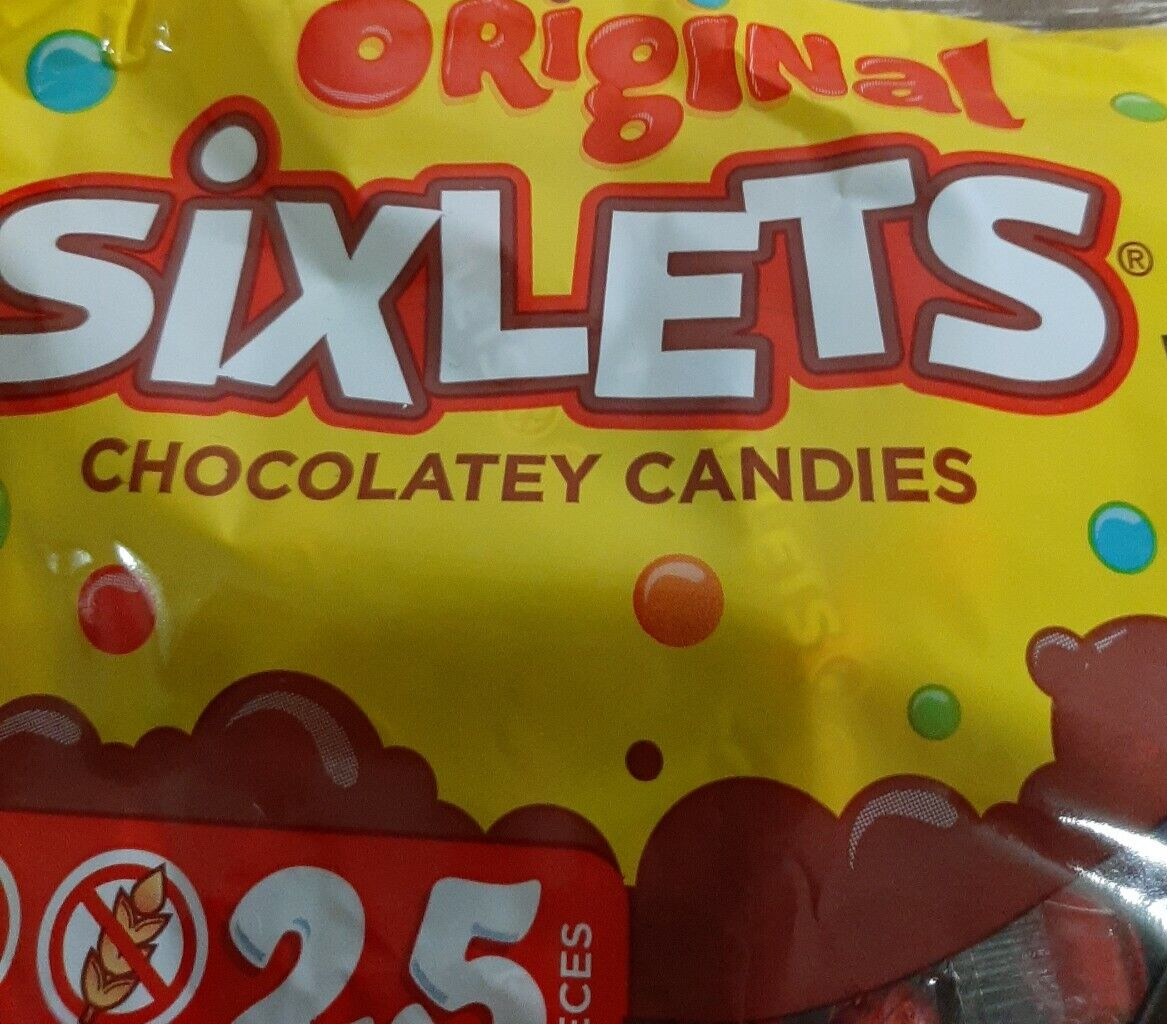 ORiginal
SiXLETS®
CHOCOLATEY CANDIES
25